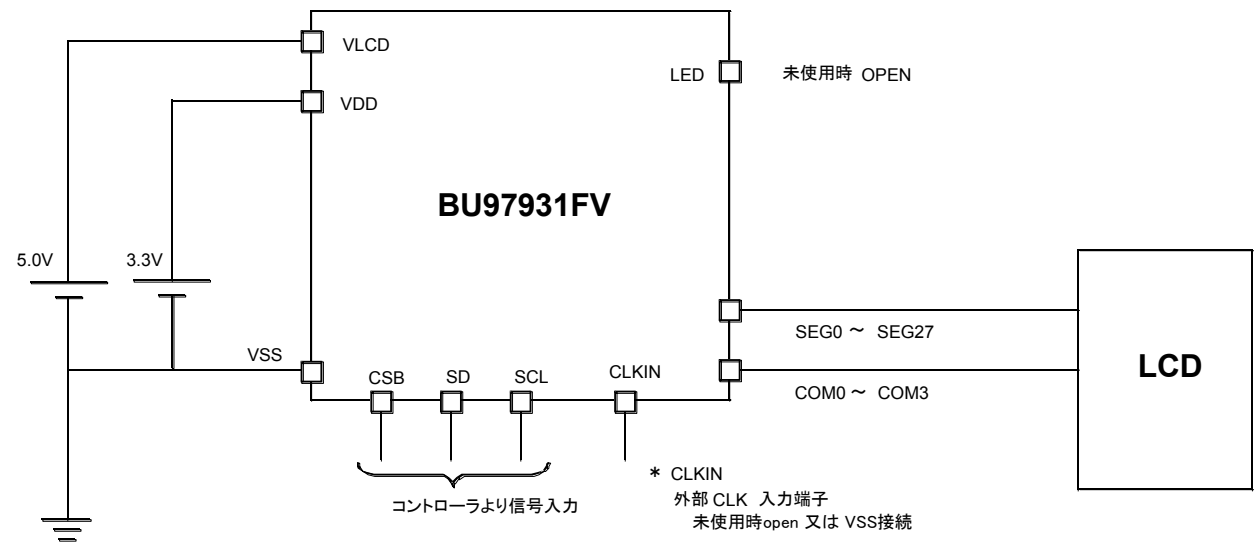 VLCD
LED 未使用時 OPEN
VDD
BU97931FV
5.0V 3.3V
SEG0 ～ SEG27
VSS
LCD
CSB SD SCL CLKIN
COM0 ～ COM3
* CLKIN
コントローラより信号入力
外部 CLK 入力端子
未使用時open 又は VSS接続